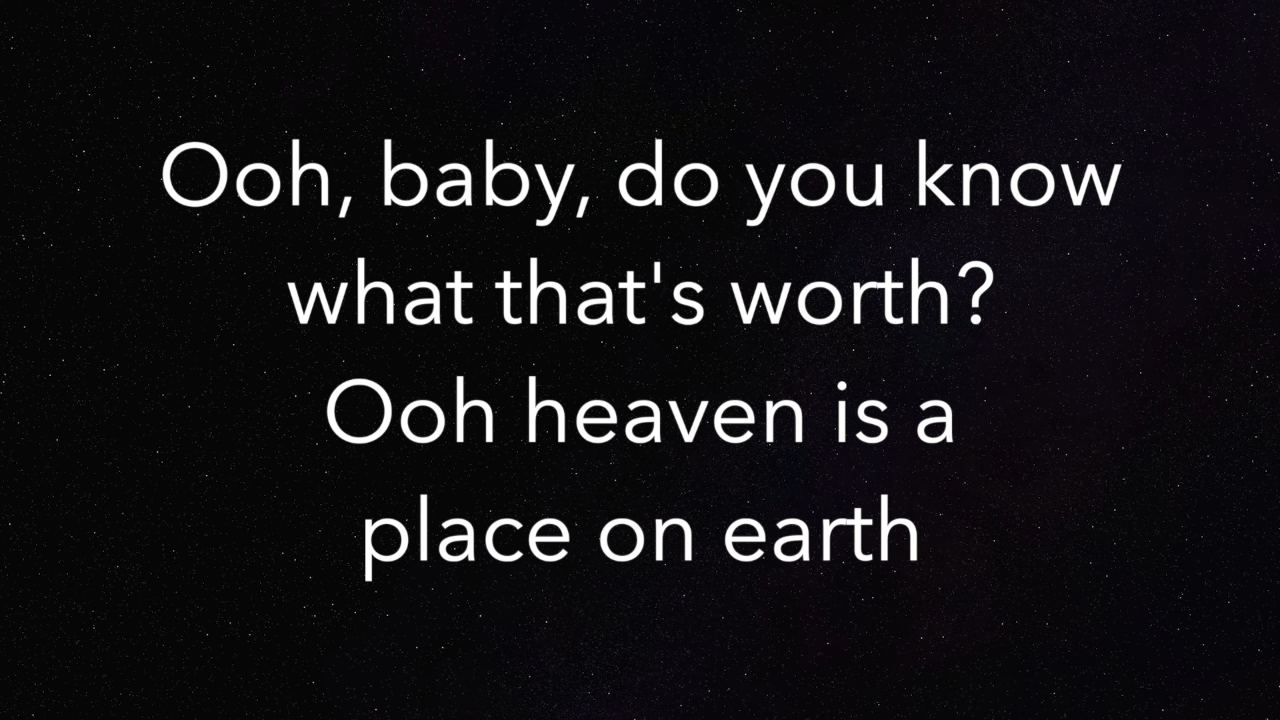 Ooh, baby, do you know
what that's worth?
Ooh heaven is a
place on earth